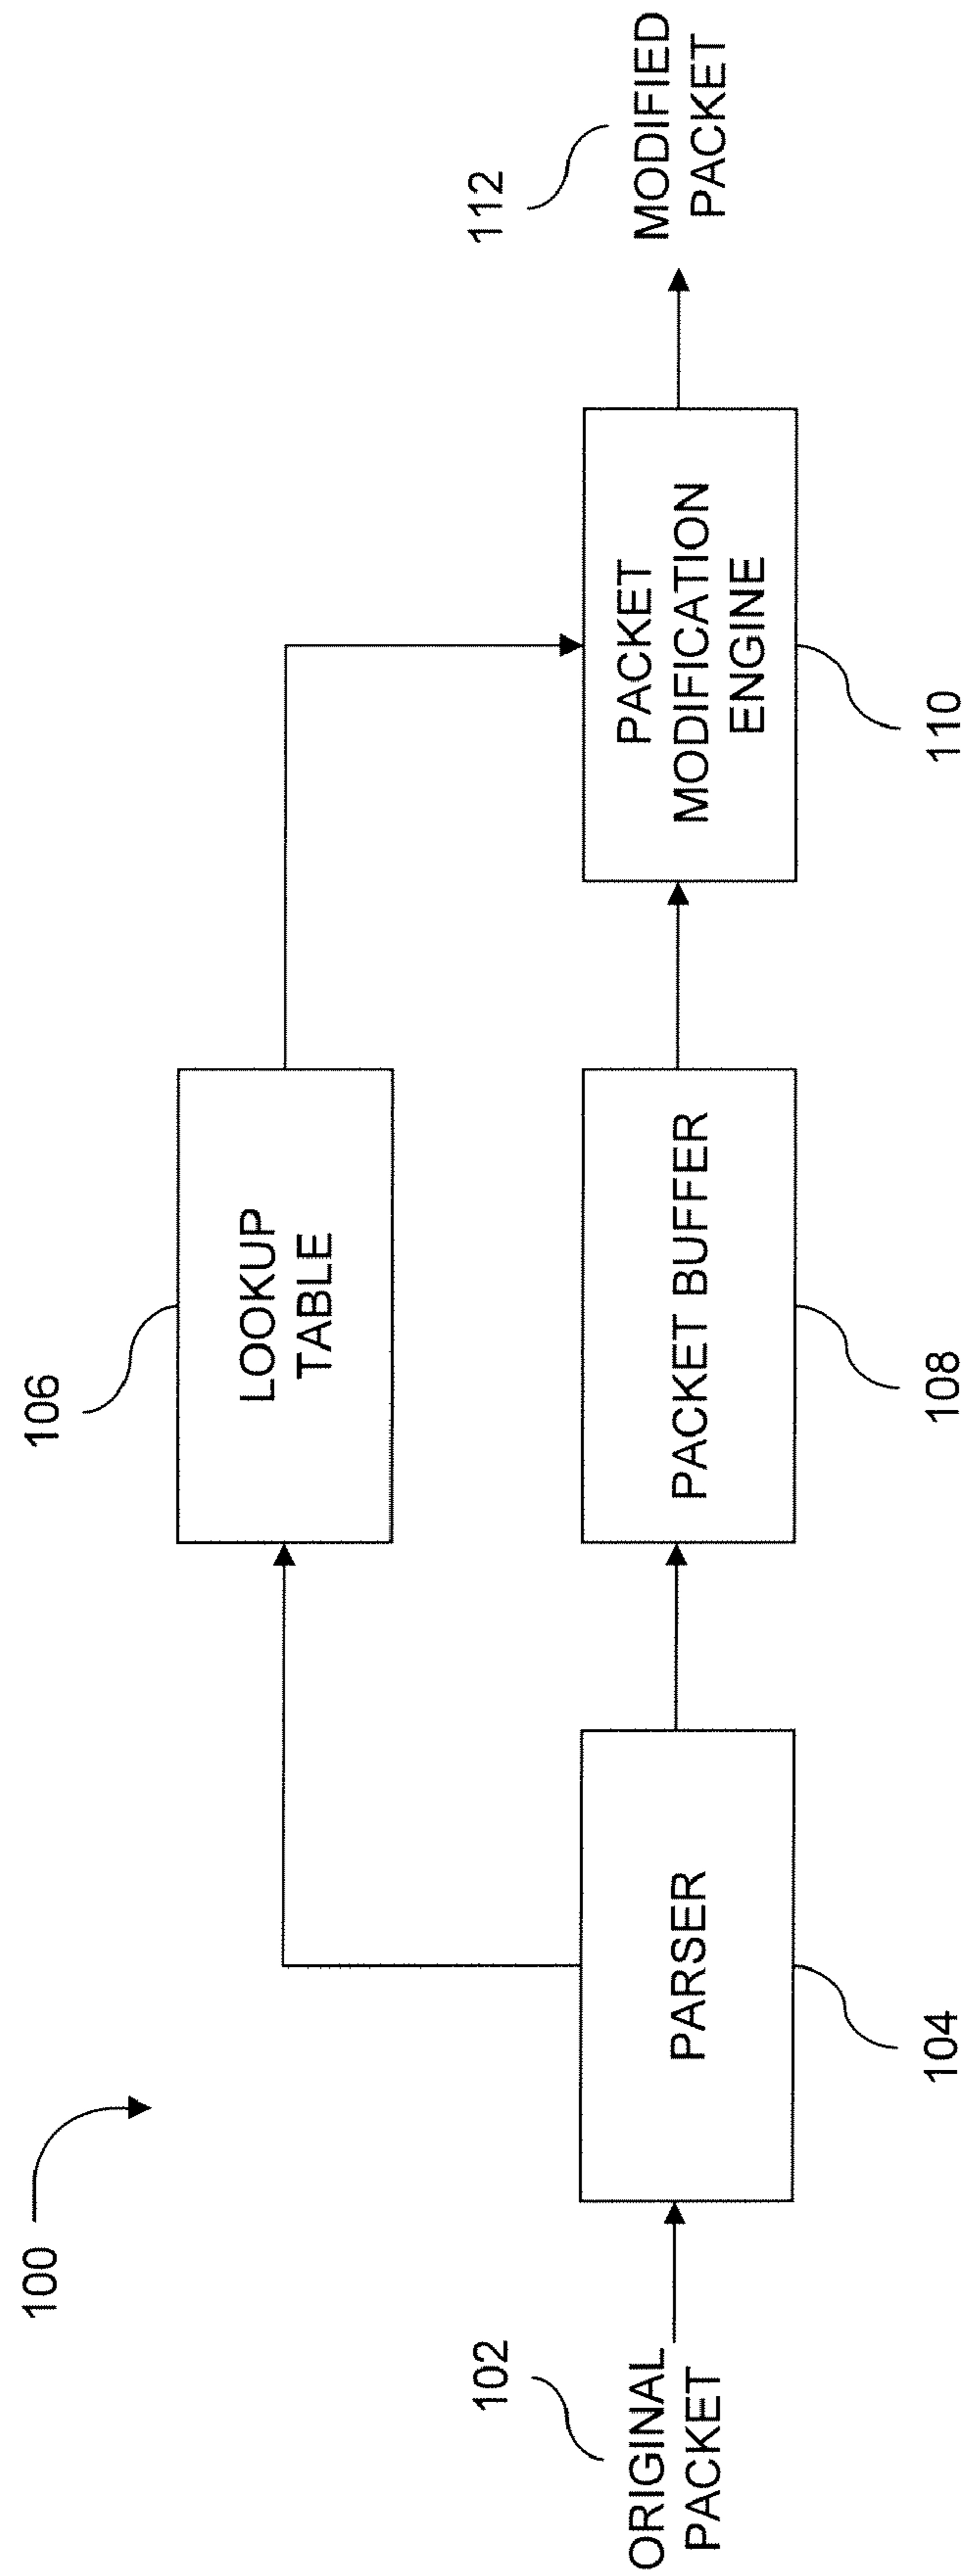 100
106
LOOKUP
TABLE
102
ORIGINAL
PACKET
PARSER
104
PACKET BUFFER
108
PACKET
MODIFICATION
ENGINE
110
112
MODIFIED
PACKET